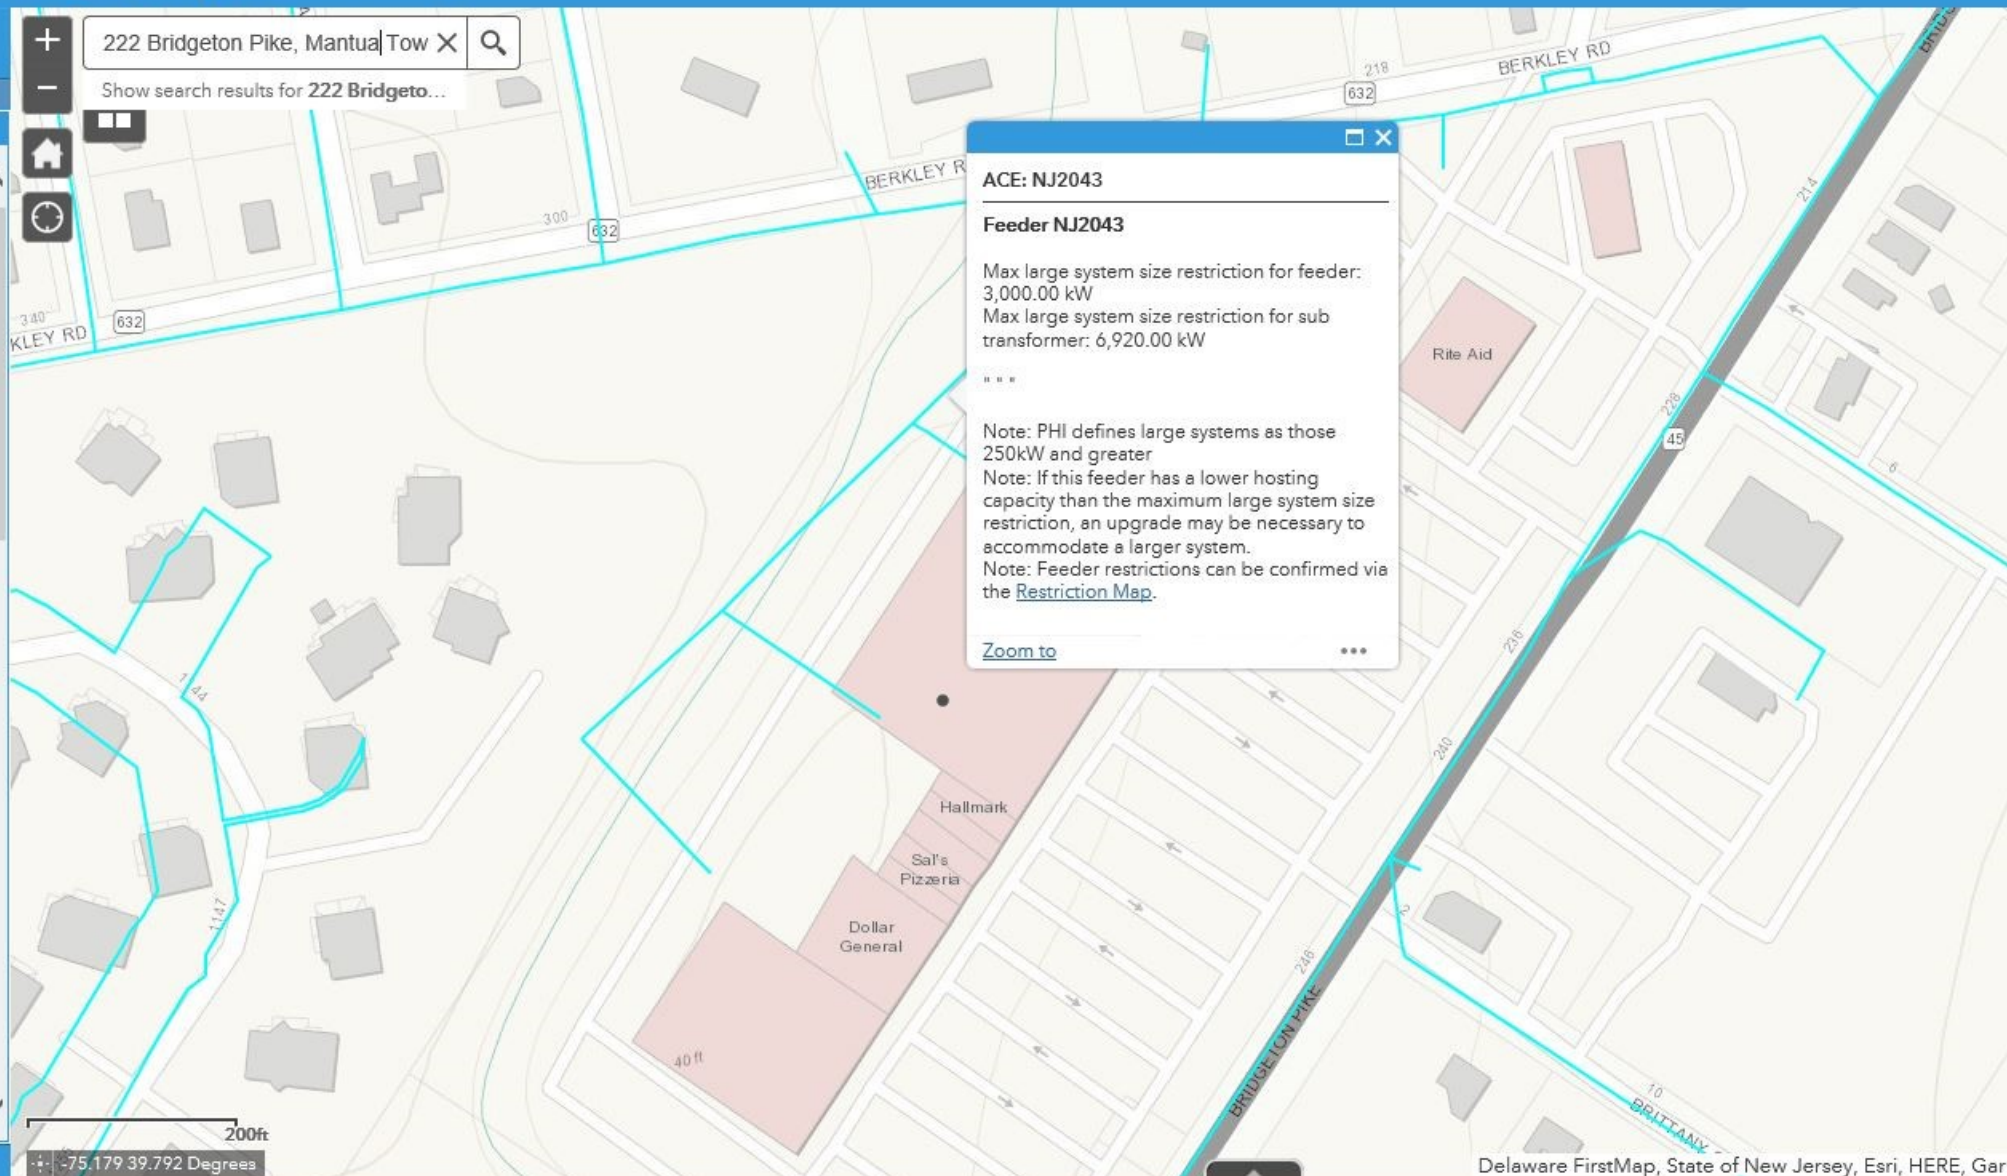 222 Bridgeton Pike, Mantua Tow
Show search results for 222 Bridgeto...
BERKLEY RD
218
632
BERKLEY R
300
632
340
632
KLEY RD
214
ACE: NJ2043
Feeder NJ2043
Max large system size restriction for feeder:
3,000.00 kW
Max large system size restriction for sub
transformer: 6,920.00 kW
" " "
Note: PHI defines large systems as those
250kW and greater
Note: If this feeder has a lower hosting
capacity than the maximum large system size
restriction, an upgrade may be necessary to
accommodate a larger system.
Note: Feeder restrictions can be confirmed via
the Restriction Map.
Zoom to
Rite Aid
228
45
6
236
240
1144
1147
Hallmark
Sal's
Pizzeria
Dollar
General
2
246
BRIDGETON PIKE
40 ft
10
BRITTANY
200ft
-75.179 39.792 Degrees
Delaware FirstMap, State of New Jersey, Esri, HERE, Gar